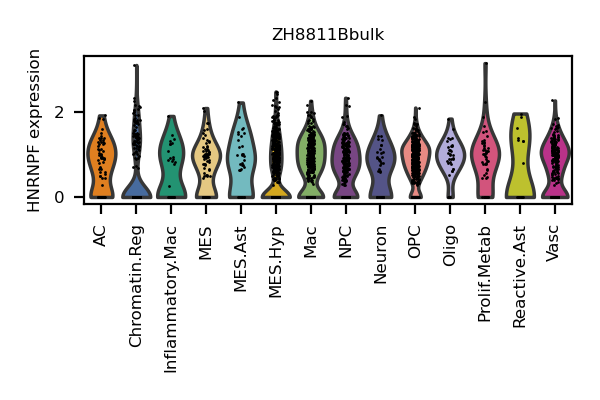 ZH8811Bbulk
HNRNPF expression
2
0
AC
Chromatin.Reg
Inflammatory.Mac
MES
MES.Ast
MES.Hyp
Mac
NPC
Neuron
OPC
Oligo
Prolif.Metab
Reactive.Ast
Vasc